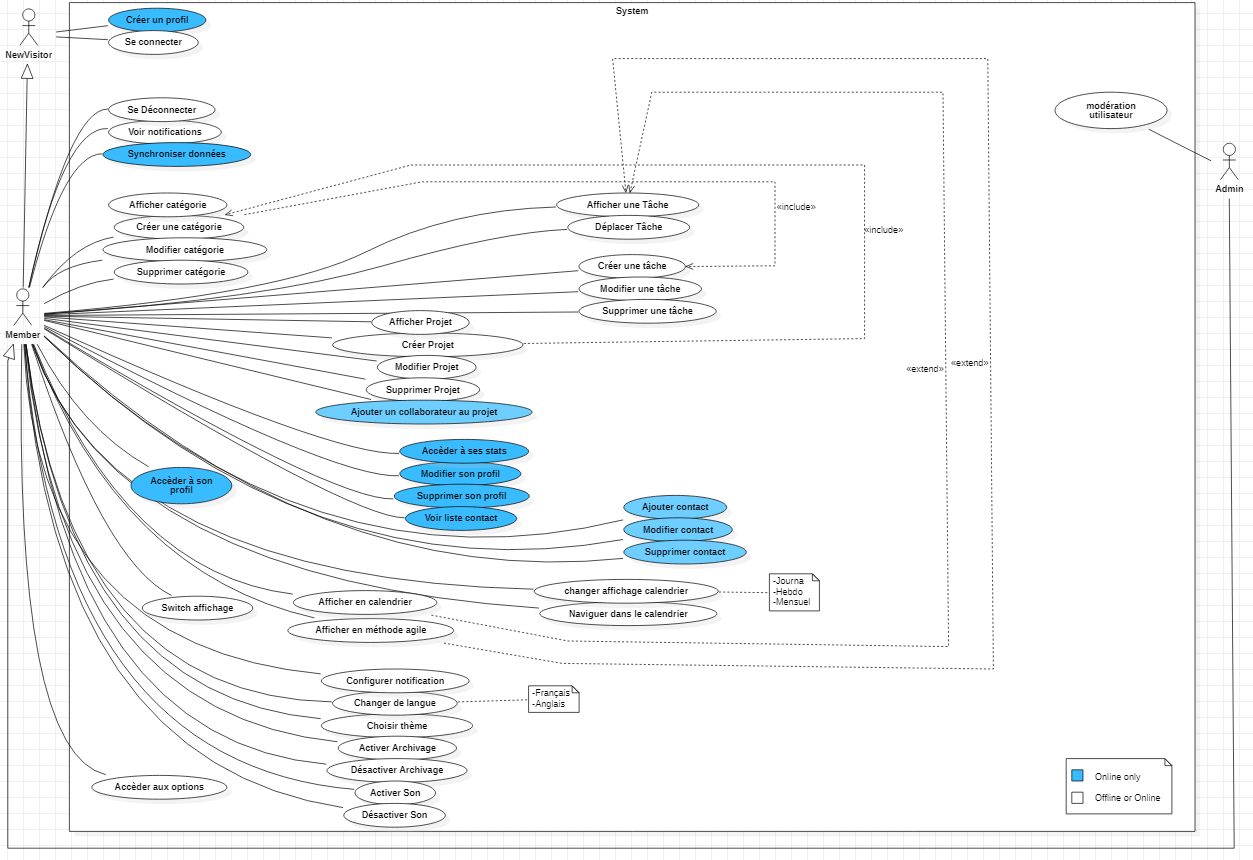 System
Créer un profil
Se connecter
NewVisitor
Se Déconnecter
Voir notifications
Synchroniser données
modération
utilisateur
Admin
Afficher catégorie
Créer une catégorie
Modifier catégorie
Supprimer catégorie
Afficher une Tâche
Déplacer Tâche
«include»
«include»
Créer une tâche
Modifier une tâche
Supprimer une tâche
Member
Afficher Projet
Créer Projet
Modifier Projet
Supprimer Projet
Ajouter un collaborateur au projet
«extend»
«extend»
Accèder à ses stats
Modifier son profil
Supprimer son profil
Voir liste contact
Accèder à son
profil
Ajouter contact
Modifier contact
Supprimer contact
changer affichage calendrier
Naviguer dans le calendrier
-Journa
-Hebdo
-Mensuel
Switch affichage
Afficher en calendrier
Afficher en méthode agile
Configurer notification
Changer de langue
Choisir thème
Activer Archivage
Désactiver Archivage
Activer Son
Désactiver Son
-Français
-Anglais
Accèder aux options
Online only
Offline or Online